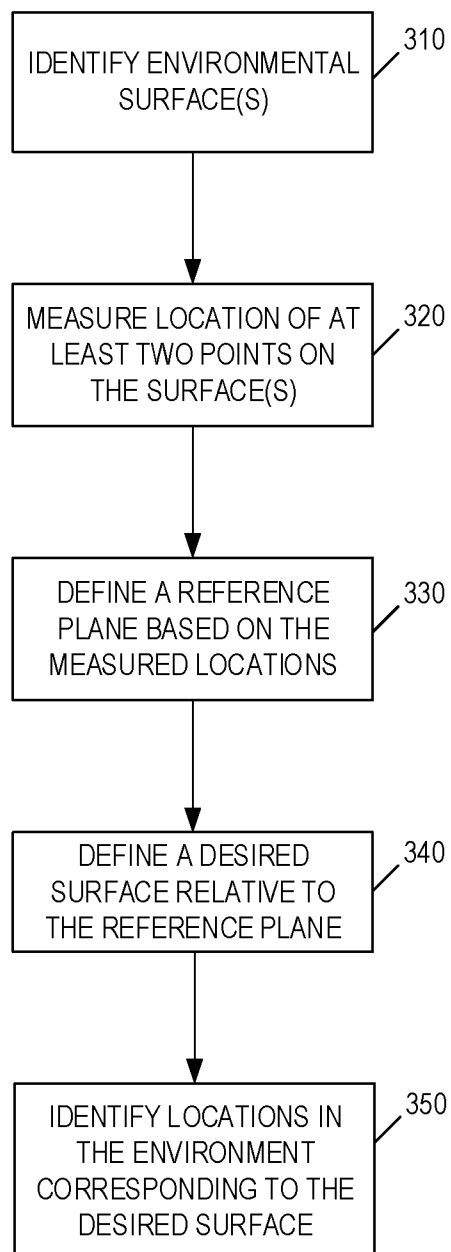 IDENTIFY ENVIRONMENTAL
SURFACE(S)
310
MEASURE LOCATION OF AT
LEAST TWO POINTS ON
THE SURFACE(S)
320
DEFINE A REFERENCE
PLANE BASED ON THE
MEASURED LOCATIONS
330
DEFINE A DESIRED
SURFACE RELATIVE TO
THE REFERENCE PLANE
340
IDENTIFY LOCATIONS IN
THE ENVIRONMENT
CORRESPONDING TO THE
DESIRED SURFACE
350